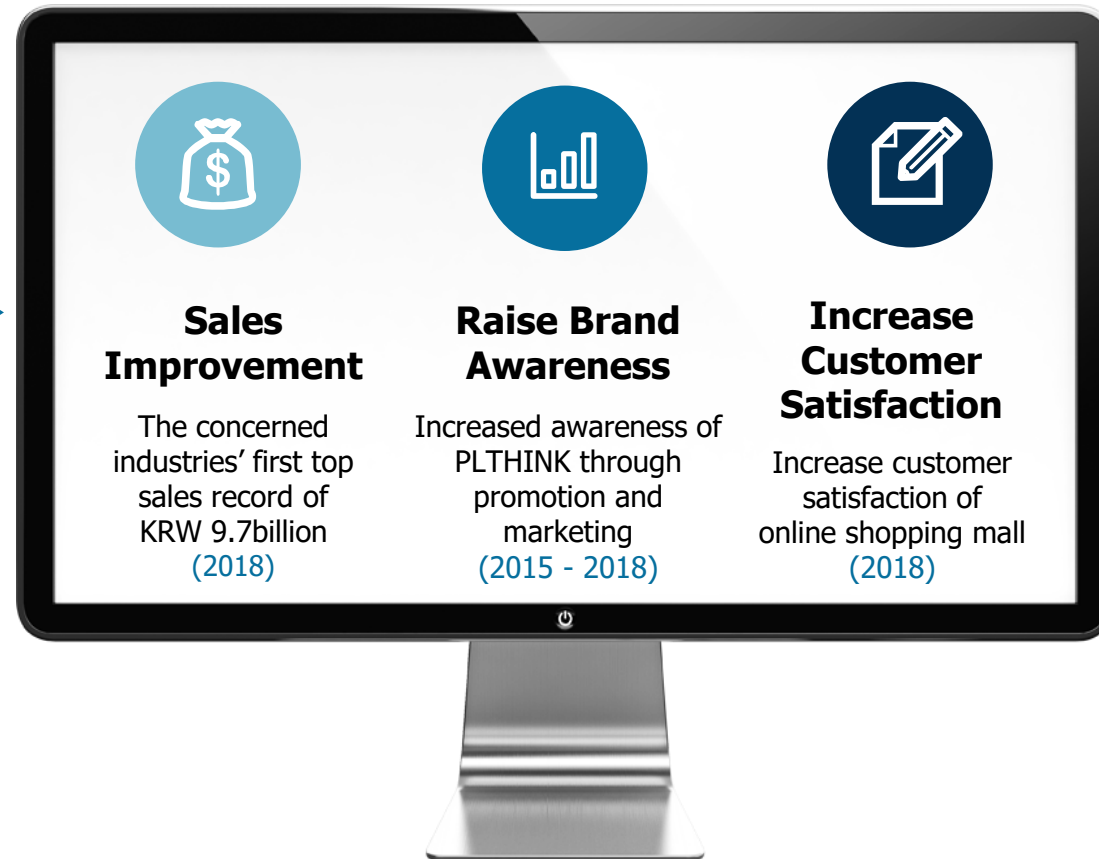 $
Sales
Improvement
The concerned
industries’ first top
sales record of
KRW 9.7billion
(2018)
Raise Brand
Awareness
Increased awareness of
PLTHINK through
promotion and
marketing
(2015 - 2018)
Increase
Customer
Satisfaction
Increase customer
satisfaction of
online shopping mall
(2018)